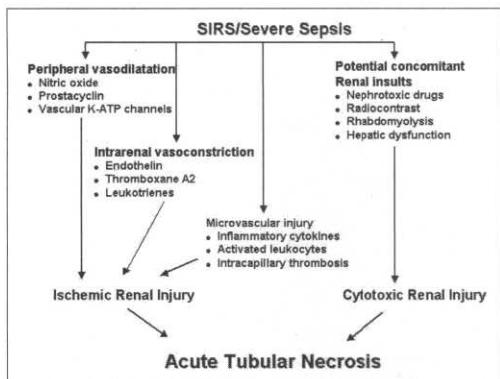 SIRS/Severe Sepsis
Peripheral vasodilatation
• Nitric oxide
• Prostacyclin
• Vascular K-ATP channels
Potential concomitant
Renal insults
• Nephrotoxic drugs
• Radiocontrast
• Rhabdomyolysis
• Hepatic dysfunction
Intrarenal vasoconstriction
• Endothelin
• Thromboxane A2
• Leukotrienes
Microvascular injury
• Inflammatory cytokines
• Activated leukocytes
• Intracapillary thrombosis
Ischemic Renal Injury
Cytotoxic Renal Injury
Acute Tubular Necrosis